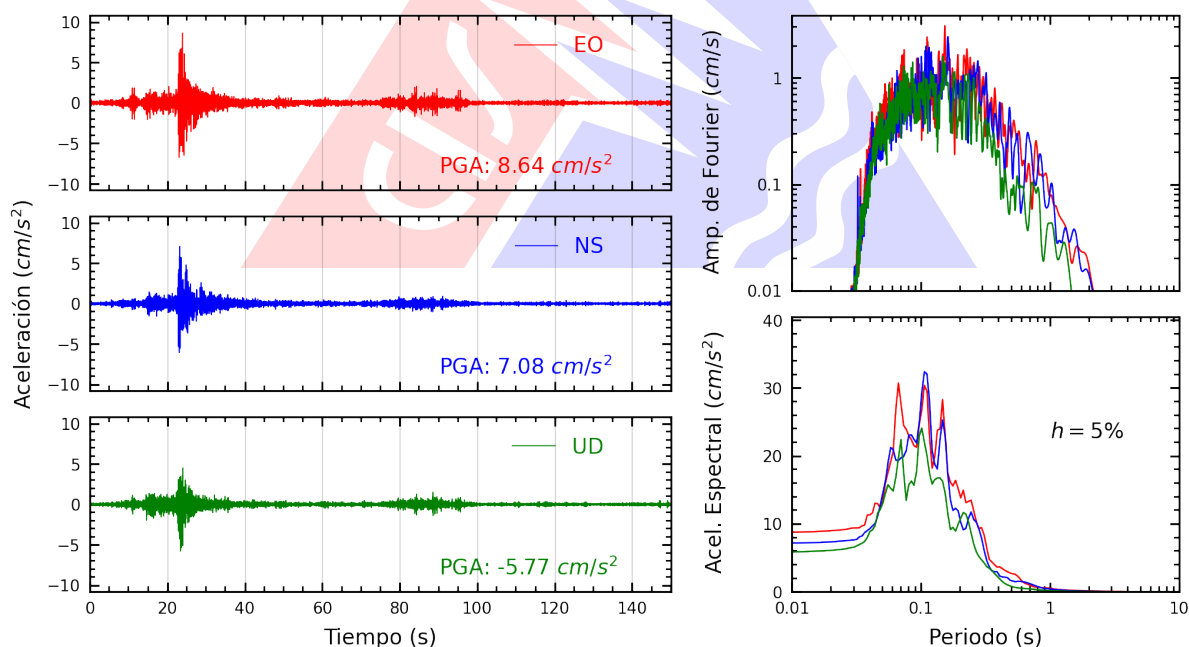 Aceleración (cm/s²)
10
5
0
−5
−10
EO
PGA: 8.64 cm/s²
10
5
0
−5
−10
NS
PGA: 7.08 cm/s²
10
5
0
−5
−10
UD
PGA: -5.77 cm/s²
0 20 40 60 80 100 120 140
Tiempo (s)
Amp. de Fourier (cm/s)
1
0.1
0.01
Acel. Espectral (cm/s²)
40
30
20
10
0
h = 5%
0.01 0.1 1 10
Periodo (s)